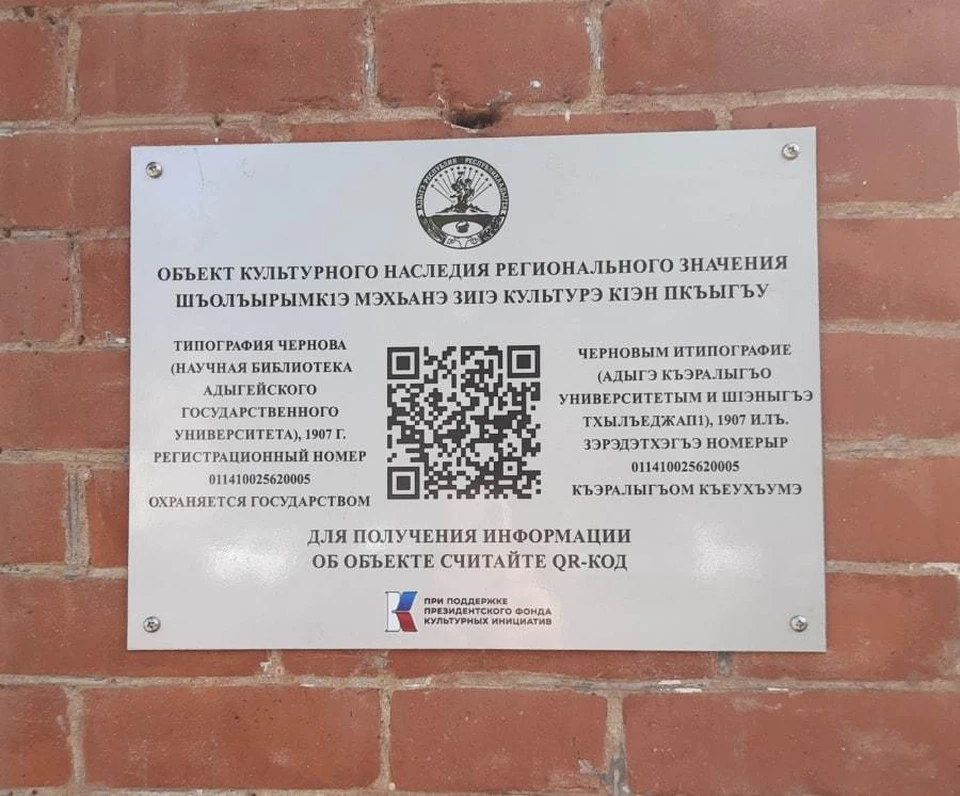 ОБЪЕКТ КУЛЬТУРНОГО НАСЛЕДИЯ РЕГИОНАЛЬНОГО ЗНАЧЕНИЯ
ШЪОЛЪЫРЫМК1Э МЭХЬАНЭ ЗИIЭ КУЛЬТУРЭ КIЭН ПКЪЫГЪУ
ТИПОГРАФИЯ ЧЕРНОВА
(НАУЧНАЯ БИБЛИОТЕКА
АДЫГЕЙСКОГО
ГОСУДАРСТВЕННОГО
УНИВЕРСИТЕТА), 1907 Г.
РЕГИСТРАЦИОННЫЙ НОМЕР
011410025620005
ОХРАНЯЕТСЯ ГОСУДАРСТВОМ
ЧЕРНОВЫМ ИТИПОГРАФИЕ
(АДЫГЭ КЪЭРАЛЫГЪО
УНИВЕРСИТЕТЫМ И ШIЭНЫГЪЭ
ТХЫЛЪЕДЖАП1), 1907 ИЛЪ.
ЗЭРЭДЭТХЭГЪЭ НОМЕРЫР
011410025620005
КЪЭРАЛЫГЪОМ КЪЕУХЪУМЭ
ДЛЯ ПОЛУЧЕНИЯ ИНФОРМАЦИИ
ОБ ОБЪЕКТЕ СЧИТАЙТЕ QR-КОД
ПРИ ПОДДЕРЖКЕ
ПРЕЗИДЕНТСКОГО ФОНДА
КУЛЬТУРНЫХ ИНИЦИАТИВ